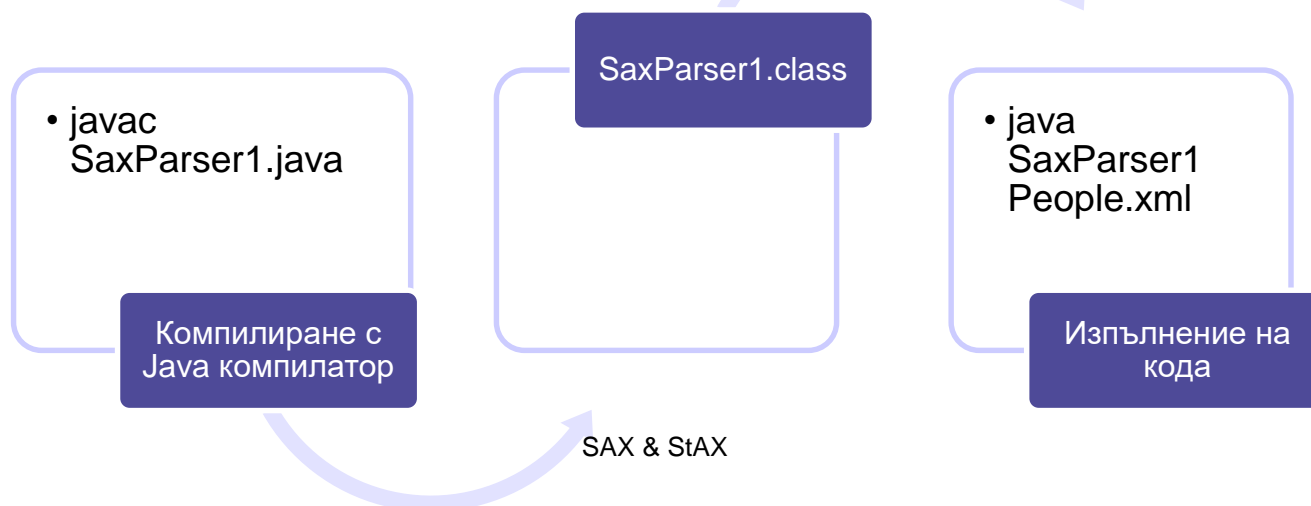 • javac
SaxParser1.java
Компилиране с
Java компилатор
SaxParser1.class
• java
SaxParser1
People.xml
Изпълнение на
кода
SAX & StAX